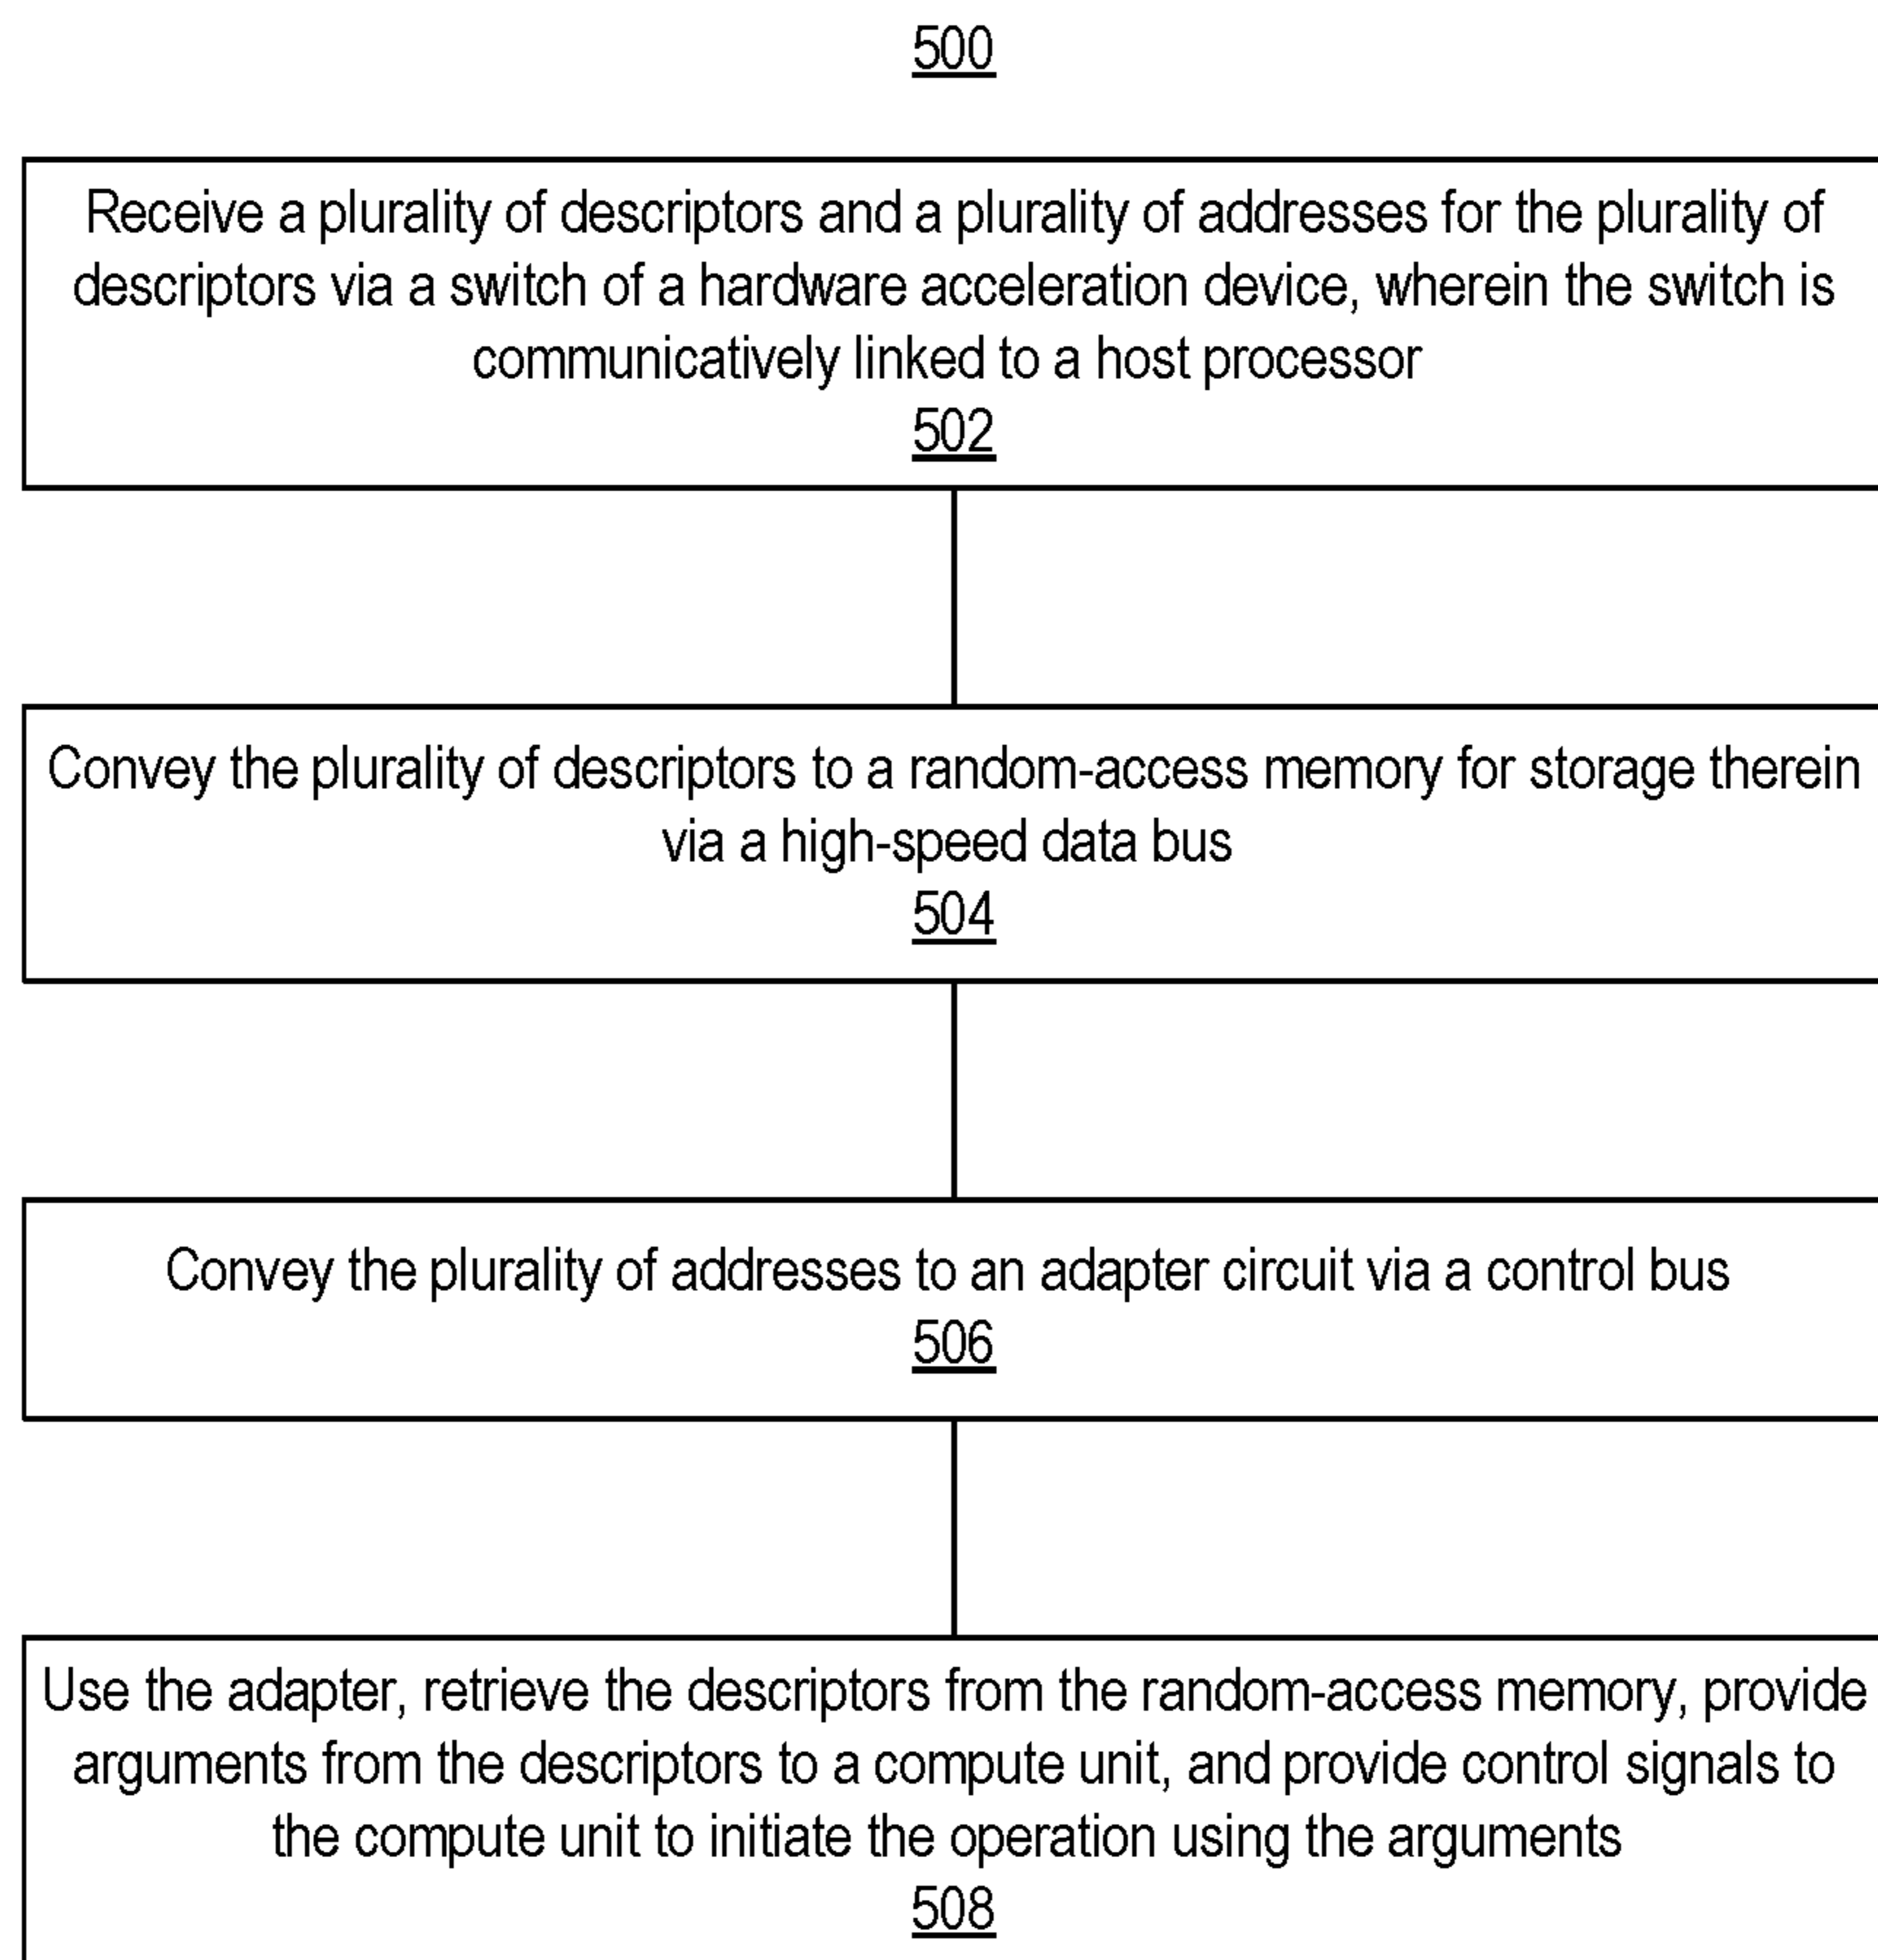 500
Receive a plurality of descriptors and a plurality of addresses for the plurality of
descriptors via a switch of a hardware acceleration device, wherein the switch is
communicatively linked to a host processor
502
Convey the plurality of descriptors to a random-access memory for storage therein
via a high-speed data bus
504
Convey the plurality of addresses to an adapter circuit via a control bus
506
Use the adapter, retrieve the descriptors from the random-access memory, provide
arguments from the descriptors to a compute unit, and provide control signals to
the compute unit to initiate the operation using the arguments
508